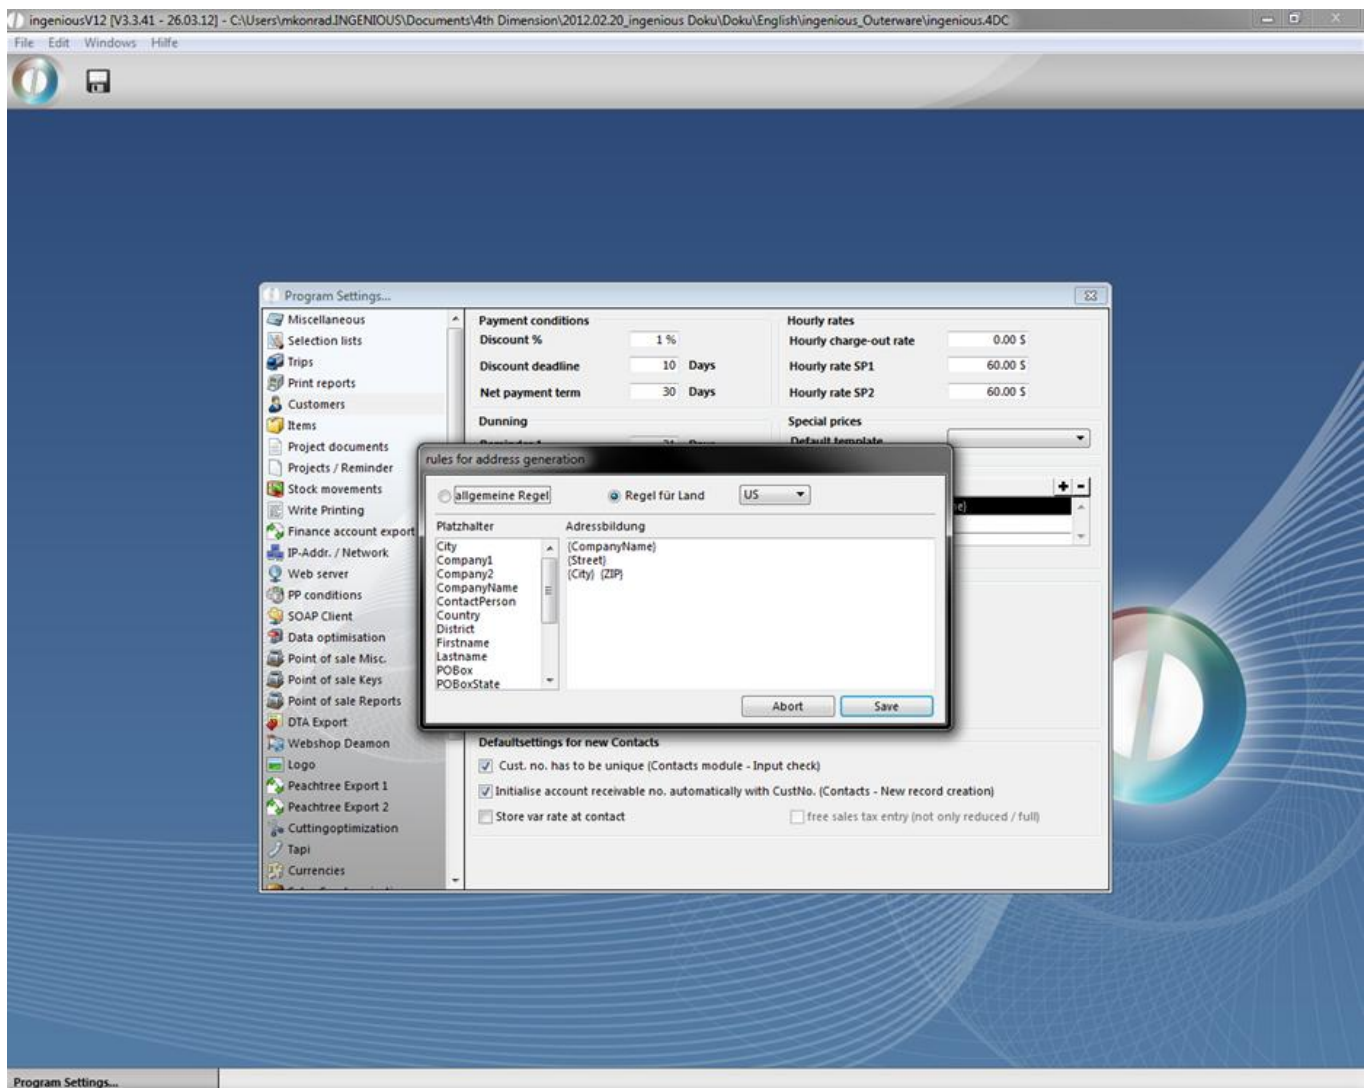 ingeniousV12 [V3.3.41 - 26.03.12] - C:\Users\mkonrad.INGENIOUS\Documents\4th Dimension\2012.02.20_ingenious Doku\Doku\English\ingenious_Outerware\ingenious.4DC
File Edit Windows Hilfe
Program Settings...
Miscellaneous
Selection lists
Trips
Print reports
Customers
Items
Project documents
Projects / Reminder
Stock movements
Write Printing
Finance account export
IP-Addr. / Network
Web server
PP conditions
SOAP Client
Data optimisation
Point of sale Misc.
Point of sale Keys
Point of sale Reports
DTA Export
Webshop Deamon
Logo
Peachtree Export 1
Peachtree Export 2
Cuttingoptimization
Tapi
Currencies
Payment conditions
Discount % 1 %
Discount deadline 10 Days
Net payment term 30 Days
Hourly rates
Hourly charge-out rate 0.00 $
Hourly rate SP1 60.00 $
Hourly rate SP2 60.00 $
Dunning
Special prices
Default template
rules for address generation
allgemeine Regel Regel für Land US
Platzhalter
City
Company1
Company2
CompanyName
ContactPerson
Country
District
Firstname
Lastname
POBox
POBoxState
Adressbildung
{CompanyName}
{Street}
{City} {ZIP}
Abort Save
Defaultsettings for new Contacts
Cust. no. has to be unique (Contacts module - Input check)
Initialise account receivable no. automatically with CustNo. (Contacts - New record creation)
Store var rate at contact free sales tax entry (not only reduced / full)
Program Settings...